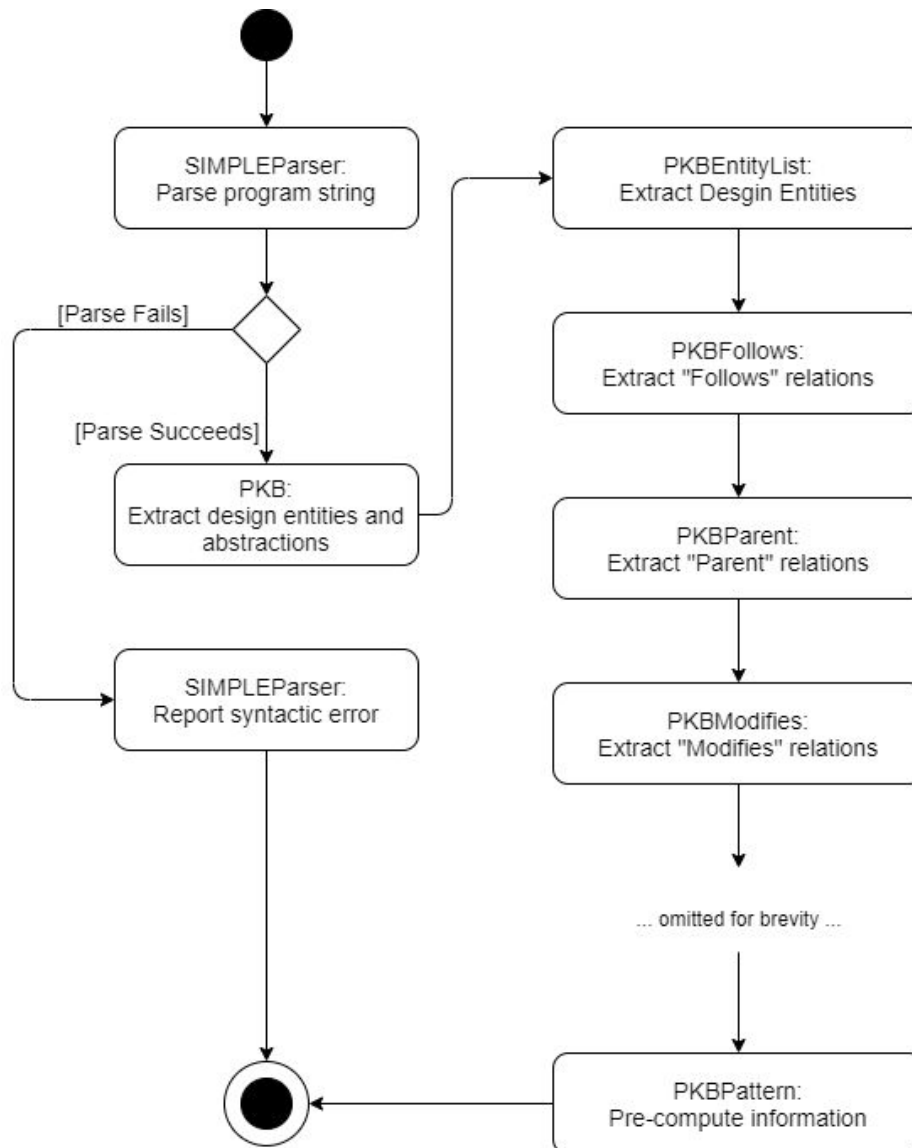 SIMPLEParser:
Parse program string
[Parse Fails]
[Parse Succeeds]
PKB:
Extract design entities and
abstractions
SIMPLEParser:
Report syntactic error
PKBEntityList:
Extract Desgin Entities
PKBFollows:
Extract "Follows" relations
PKBParent:
Extract "Parent" relations
PKBModifies:
Extract "Modifies" relations
... omitted for brevity ...
PKBPattern:
Pre-compute information